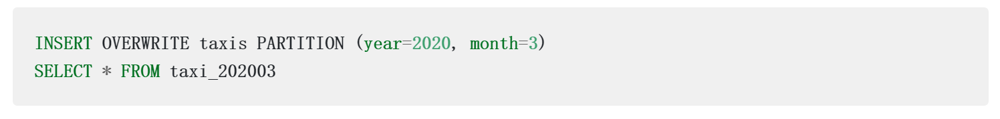 INSERT OVERWRITE taxis PARTITION (year=2020, month=3)
SELECT * FROM taxi_202003